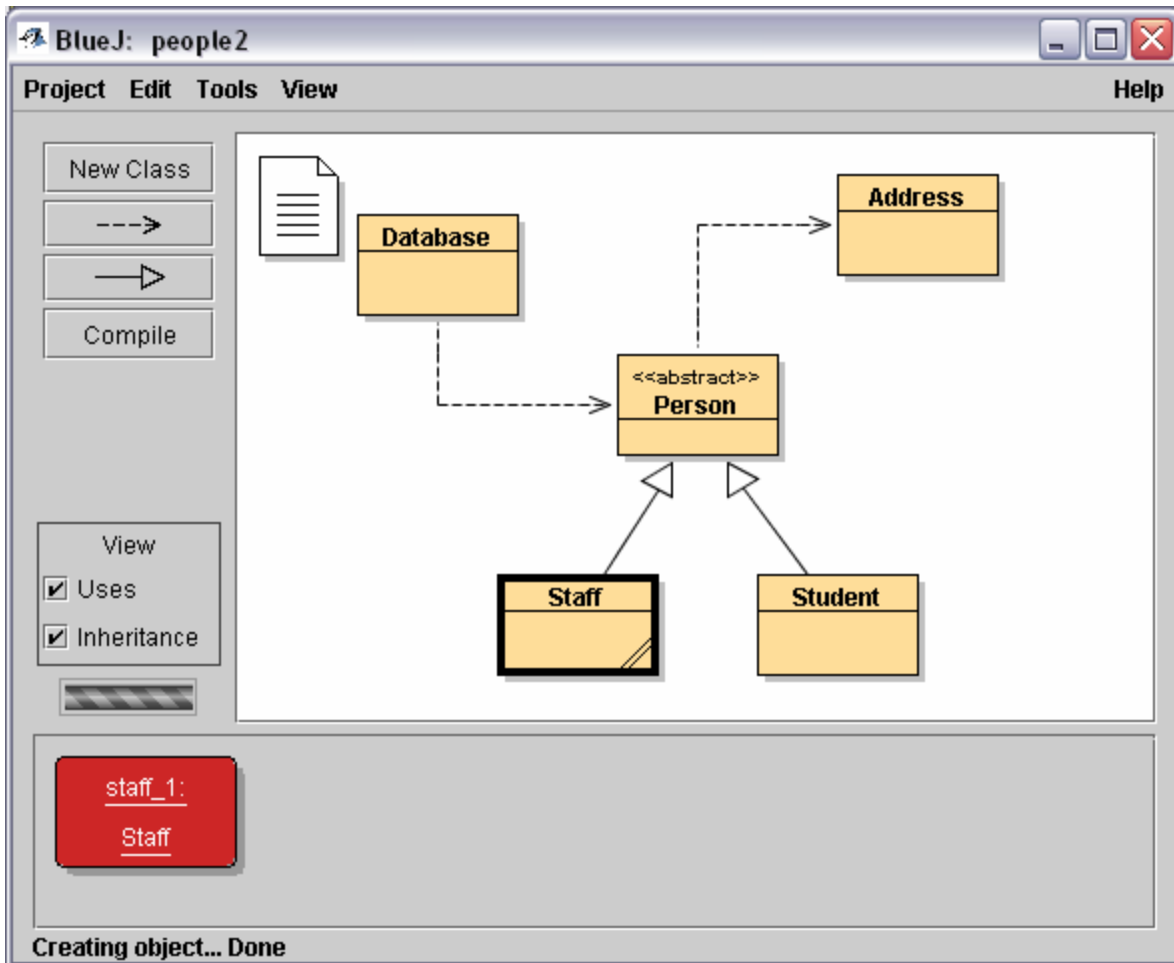 BlueJ: people2
Project Edit Tools View Help
New Class
Compile
View
Uses
Inheritance
Database
Address
<<abstract>>
Person
Staff
Student
staff_1:
Staff
Creating object... Done